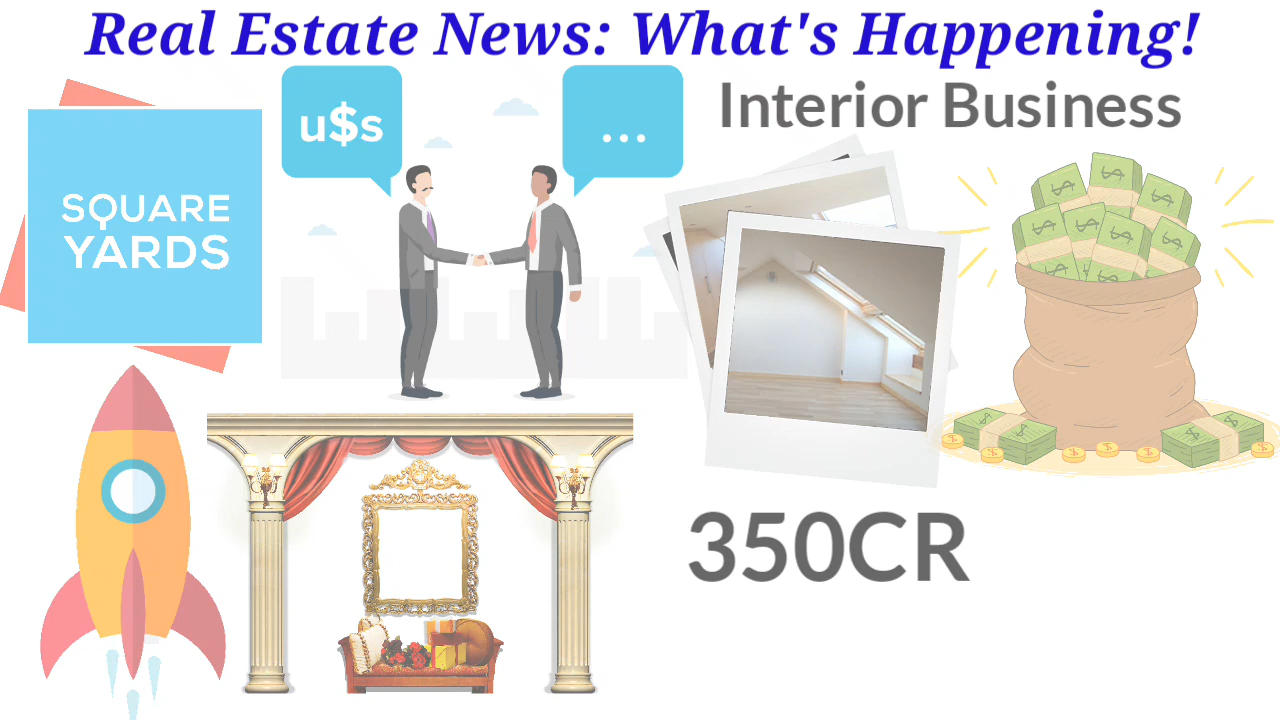 Real Estate News: What's Happening!
SQUARE
YARDS
u$s
...
Interior Business
350CR